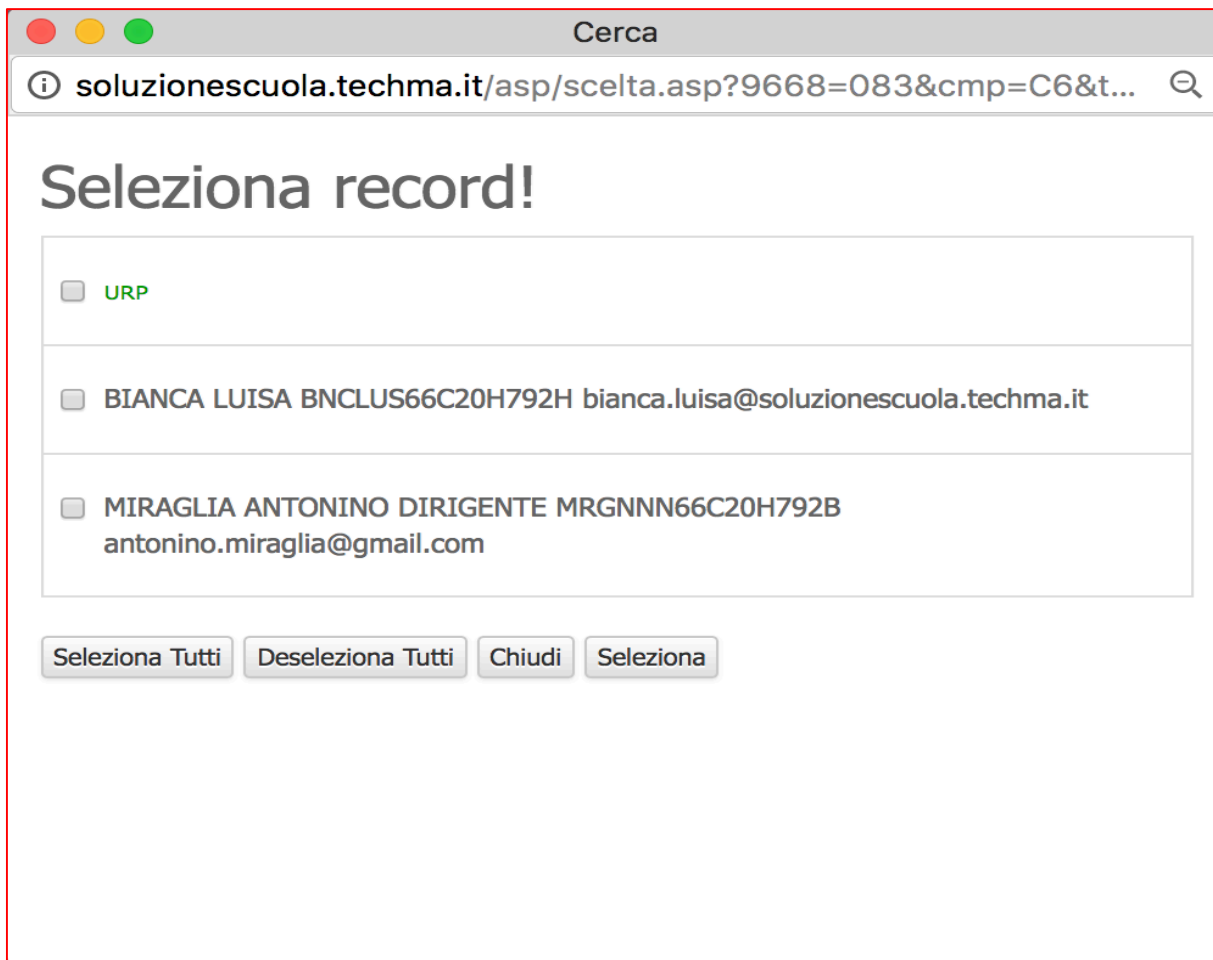 Cerca
soluzionescuola.techma.it/asp/scelta.asp?9668=083&cmp=C6&t...
Seleziona record!
URP
BIANCA LUISA BNCLUS66C20H792H bianca.luisa@soluzionescuola.techma.it
MIRAGLIA ANTONINO DIRIGENTE MRGNNN66C20H792B
antonino.miraglia@gmail.com
Seleziona Tutti Deseleziona Tutti Chiudi Seleziona